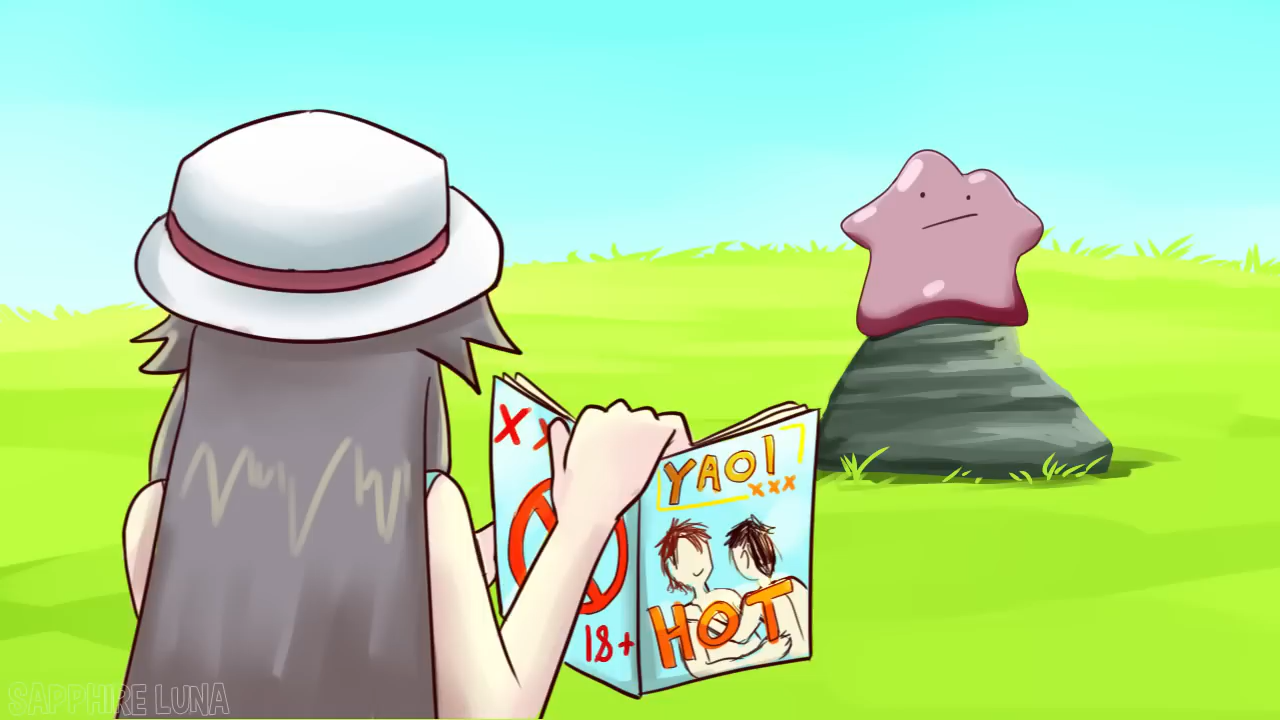 X X
18+
YAOI
XXX
HOT
SAPPHIRE LUNA